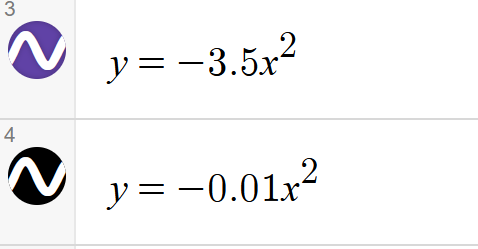 3
y = −3.5x²
4
y = −0.01x²